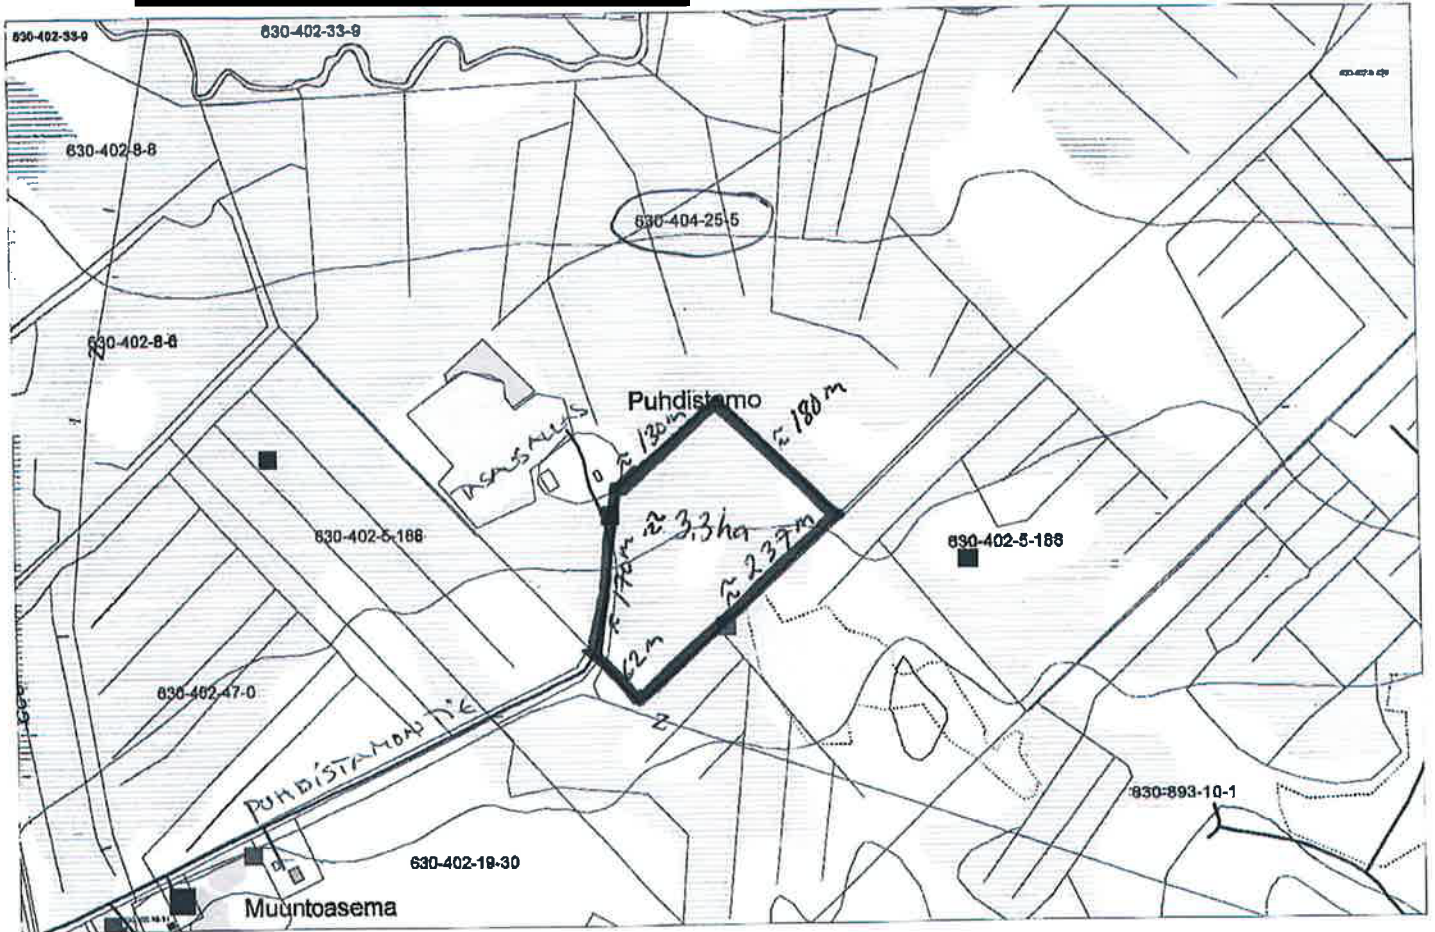 630-402-33-9
630-402-33-9
630-402-8-8
630-404-25-5
630-402-8-6
Puhdistamo
≈ 180 m
≈ 130 m
TASAUSALLAS
≈ 3,3 ha
630-402-5-186
≈ 170 m
≈ 237 m
630-402-5-188
62 m
630-402-47-0
Z
PUHDISTAMONTIE
630-893-10-1
630-402-19-30
Muuntoasema